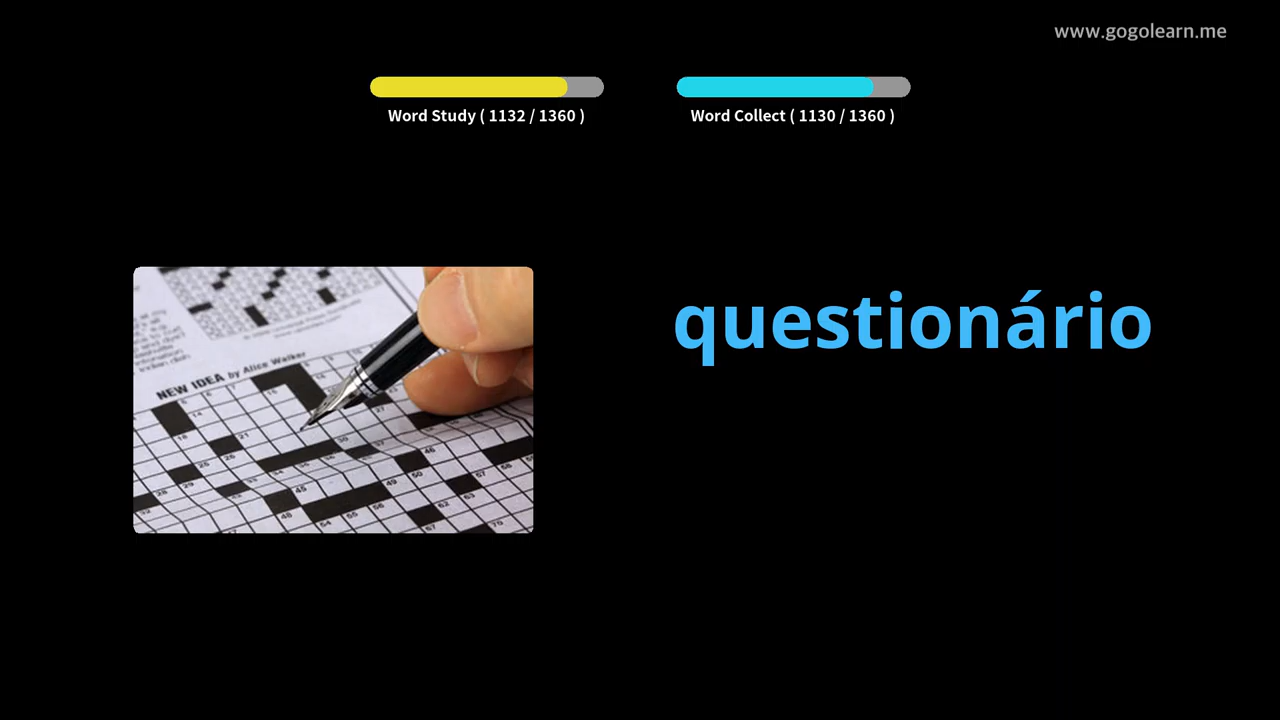 www.gogolearn.me
Word Study ( 1132 / 1360 )
Word Collect ( 1130 / 1360 )
questionário
NEW IDEA by Alice Walker